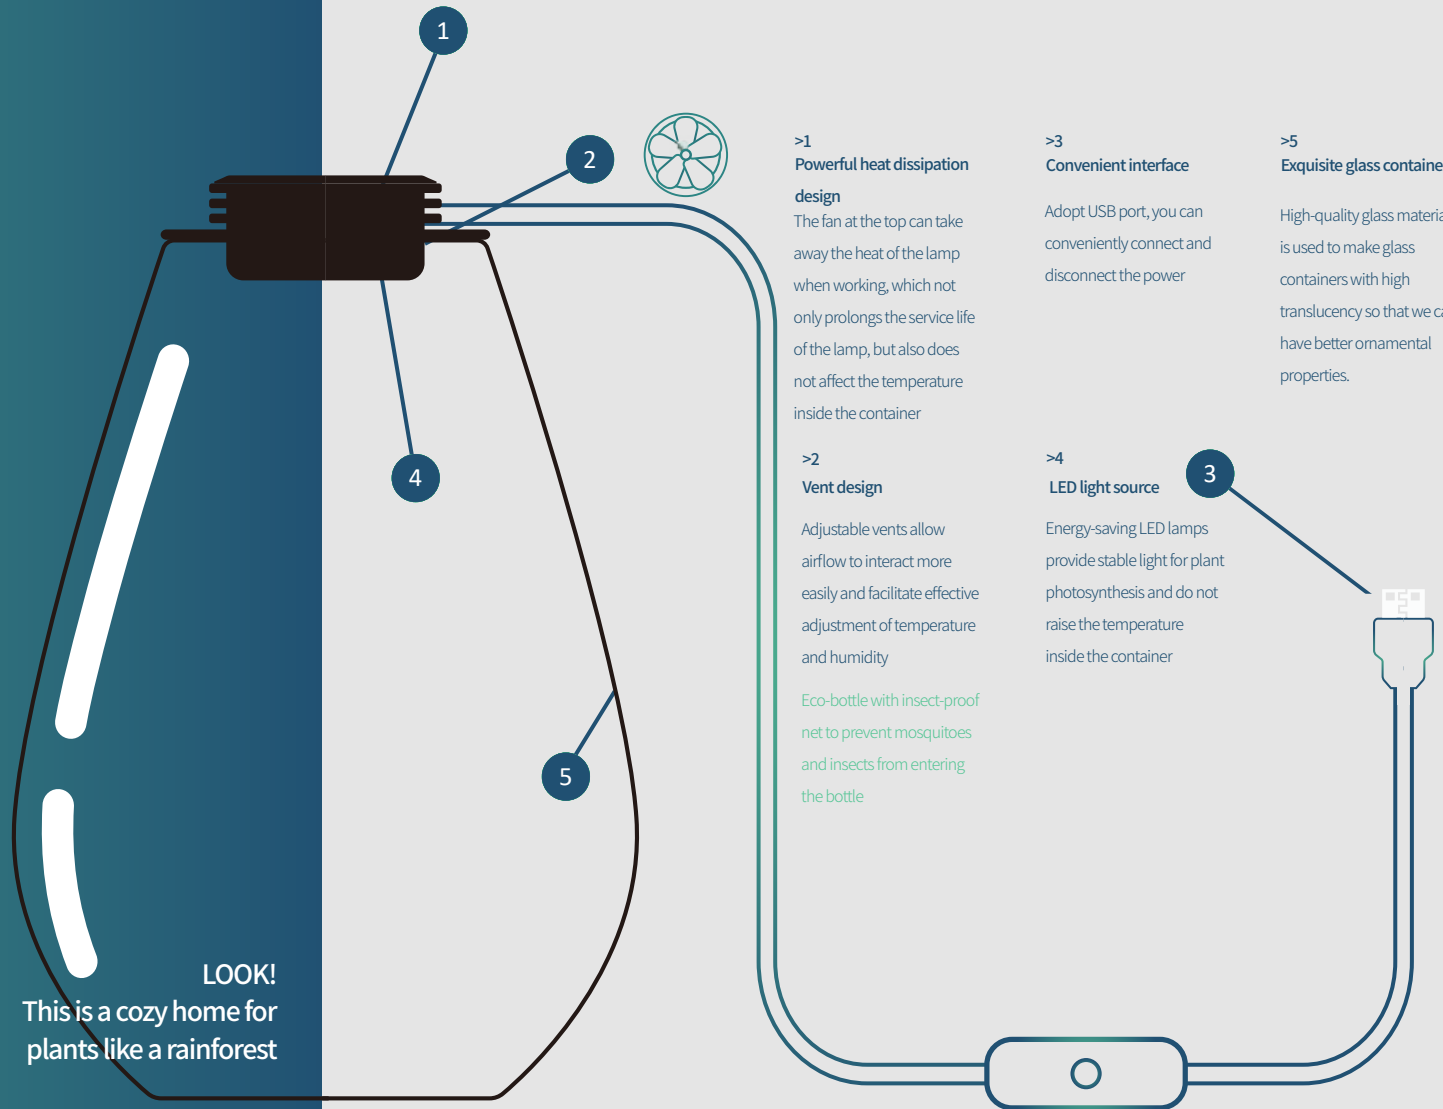 1
2
>1
Powerful heat dissipation
design
The fan at the top can take
away the heat of the lamp
when working, which not
only prolongs the service life
of the lamp, but also does
not affect the temperature
inside the container
>2
Vent design
Adjustable vents allow
airflow to interact more
easily and facilitate effective
adjustment of temperature
and humidity
Eco-bottle with insect-proof
net to prevent mosquitoes
and insects from entering
the bottle
>3
Convenient interface
Adopt USB port, you can
conveniently connect and
disconnect the power
>4
LED light source
Energy-saving LED lamps
provide stable light for plant
photosynthesis and do not
raise the temperature
inside the container
>5
Exquisite glass containe
High-quality glass materia
is used to make glass
containers with high
translucency so that we ca
have better ornamental
properties.
3
4
5
LOOK!
This is a cozy home for
plants like a rainforest